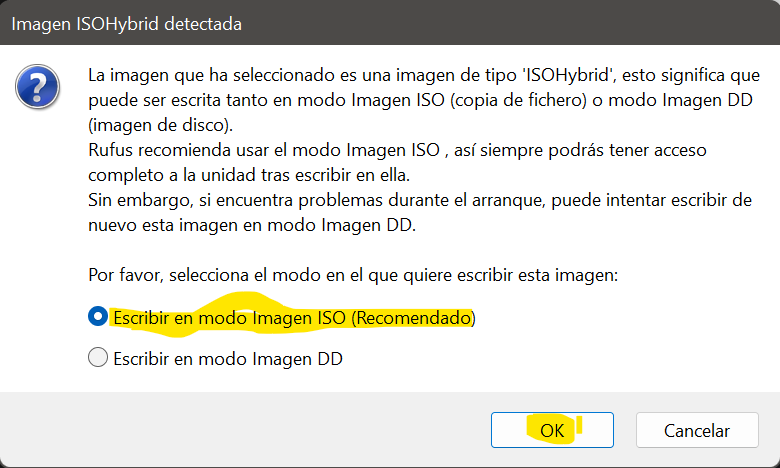 Imagen ISOHybrid detectada
La imagen que ha seleccionado es una imagen de tipo 'ISOHybrid', esto significa que
puede ser escrita tanto en modo Imagen ISO (copia de fichero) o modo Imagen DD
(imagen de disco).
Rufus recomienda usar el modo Imagen ISO , así siempre podrás tener acceso
completo a la unidad tras escribir en ella.
Sin embargo, si encuentra problemas durante el arranque, puede intentar escribir de
nuevo esta imagen en modo Imagen DD.
Por favor, selecciona el modo en el que quiere escribir esta imagen:
Escribir en modo Imagen ISO (Recomendado)
Escribir en modo Imagen DD
OK
Cancelar